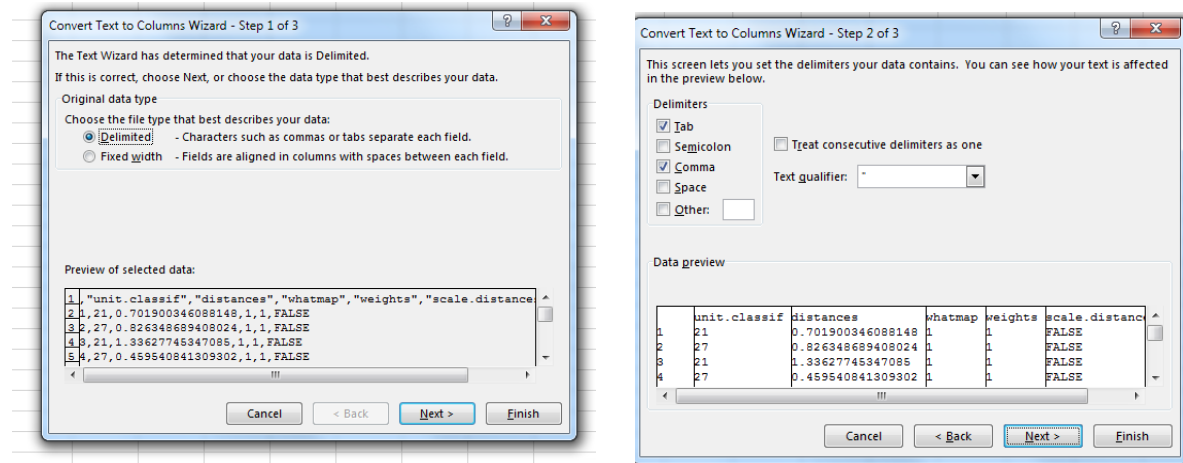 Convert Text to Columns Wizard - Step 1 of 3
The Text Wizard has determined that your data is Delimited.
If this is correct, choose Next, or choose the data type that best describes your data.
Original data type
Choose the file type that best describes your data:
Delimited - Characters such as commas or tabs separate each field.
Fixed width - Fields are aligned in columns with spaces between each field.
Preview of selected data:
1 ,"unit.classif","distances","whatmap","weights","scale.distance
2 1,21,0.701900346088148,1,1,FALSE
3 2,27,0.826348689408024,1,1,FALSE
4 3,21,1.33627745347085,1,1,FALSE
5 4,27,0.459540841309302,1,1,FALSE
Cancel < Back Next > Finish
Convert Text to Columns Wizard - Step 2 of 3
This screen lets you set the delimiters your data contains. You can see how your text is affected
in the preview below.
Delimiters
Tab
Semicolon
Comma
Space
Other:
Treat consecutive delimiters as one
Text qualifier: "
Data preview
unit.classif distances whatmap weights scale.distanc
1 21 0.701900346088148 1 1 FALSE
2 27 0.826348689408024 1 1 FALSE
3 21 1.33627745347085 1 1 FALSE
4 27 0.459540841309302 1 1 FALSE
Cancel < Back Next > Finish